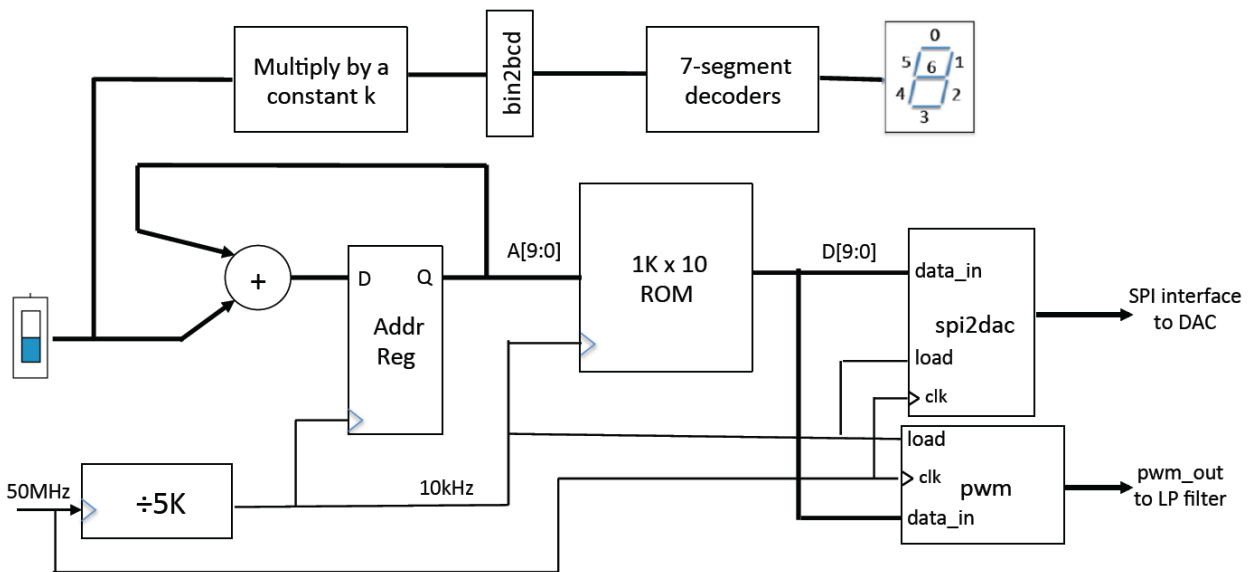 Multiply by a
constant k
bin2bcd
7-segment
decoders
0
5 6 1
4 2
3
+
D Q
Addr
Reg
A[9:0]
1K x 10
ROM
D[9:0]
data_in
spi2dac
load
clk
SPI interface
to DAC
load
clk
pwm
data_in
pwm_out
to LP filter
50MHz
÷5K
10kHz